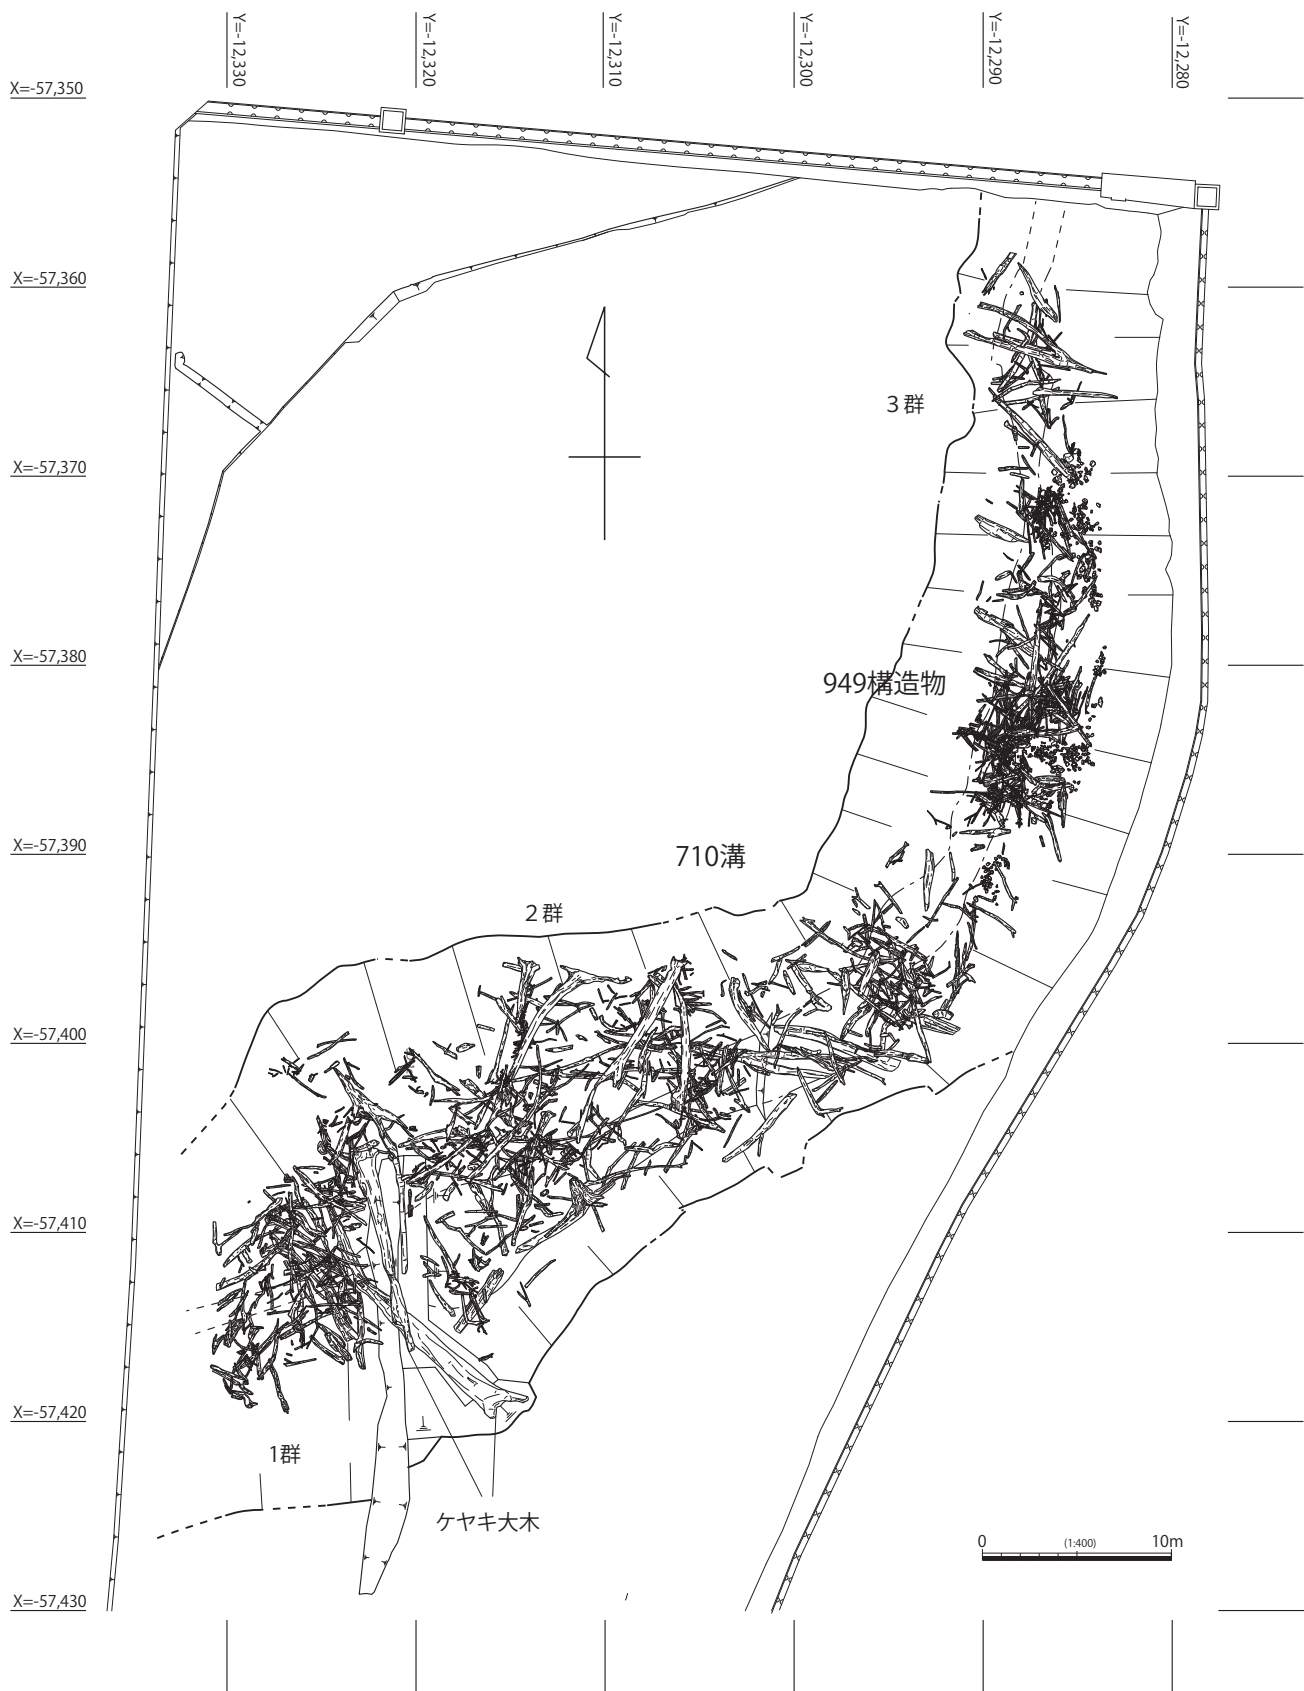 Y=-12,330
Y=-12,320
Y=-12,310
Y=-12,300
Y=-12,290
Y=-12,280
X=-57,350
X=-57,360
3群
X=-57,370
X=-57,380
949構造物
X=-57,390
710溝
2群
X=-57,400
X=-57,410
X=-57,420
1群
ケヤキ大木
0 (1:400) 10m
X=-57,430